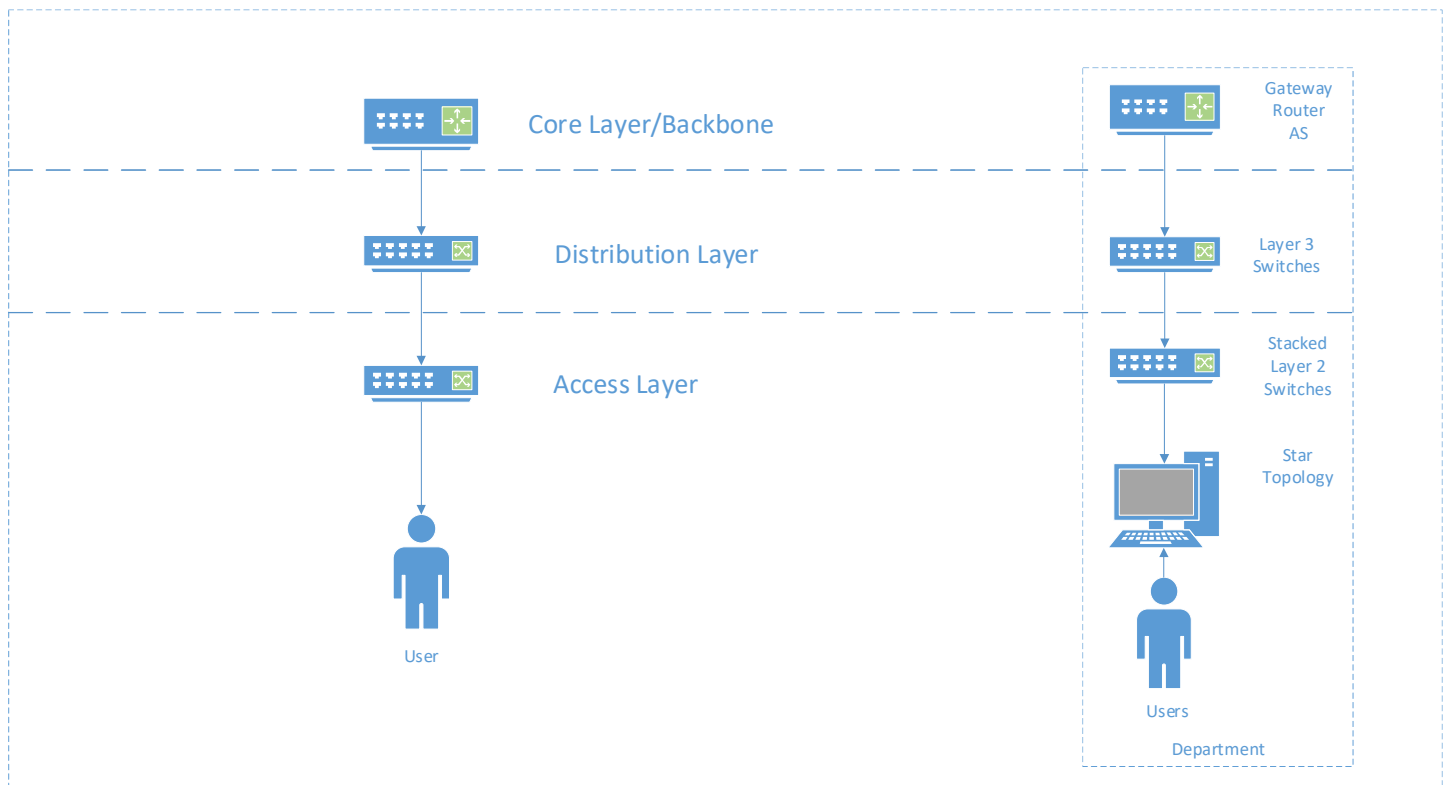 Core Layer/Backbone
Gateway
Router
AS
Distribution Layer
Layer 3
Switches
Access Layer
Stacked
Layer 2
Switches
Star
Topology
User
Users
Department